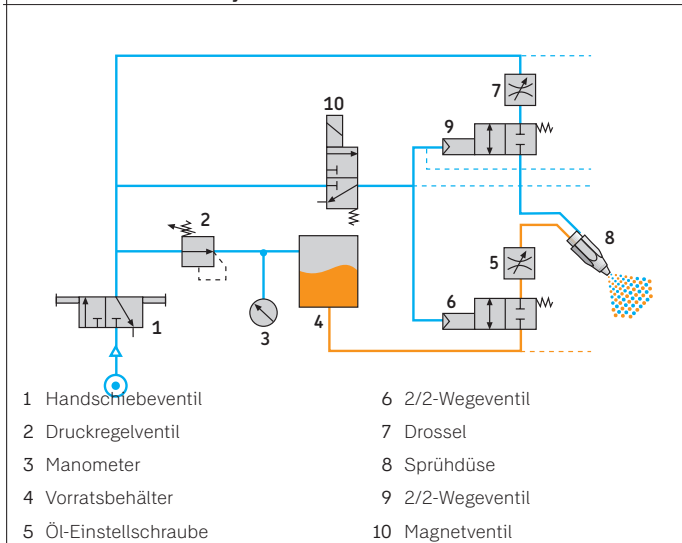 7
10
9
2
8
5
6
1
3
4
1 Handschiebeventil
2 Druckregelventil
3 Manometer
4 Vorratsbehälter
5 Öl-Einstellschraube
6 2/2-Wegeventil
7 Drossel
8 Sprühdüse
9 2/2-Wegeventil
10 Magnetventil